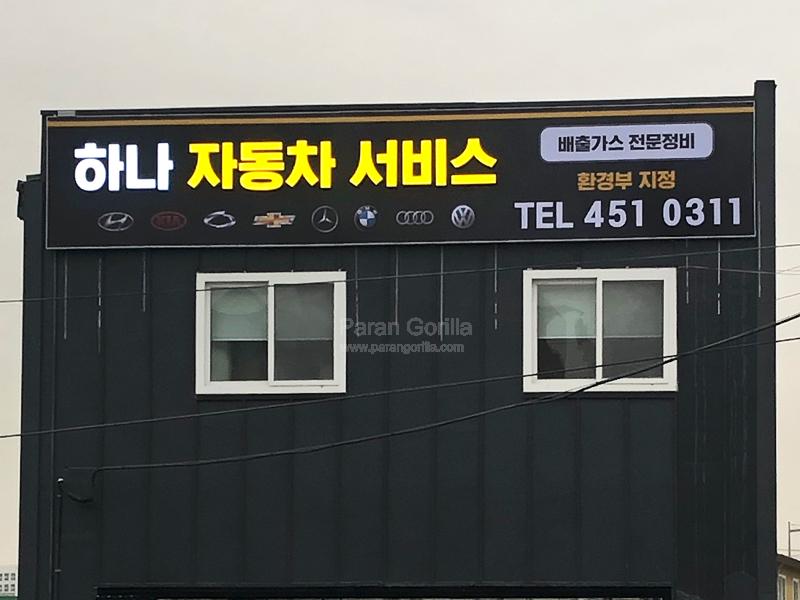 하나 자동차 서비스
배출가스 전문정비
환경부 지정
KIA
TEL 451 0311
Paran Gorilla
www.parangorilla.com